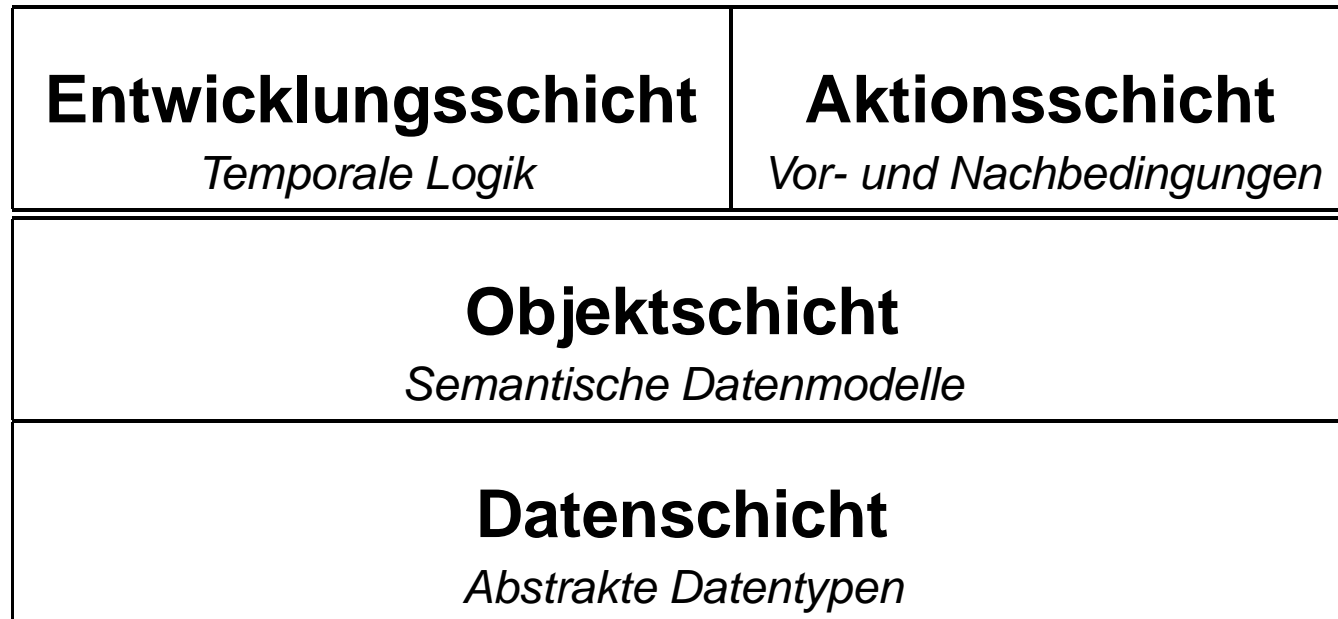 Entwicklungsschicht
Temporale Logik
Aktionsschicht
Vor- und Nachbedingungen
Objektschicht
Semantische Datenmodelle
Datenschicht
Abstrakte Datentypen